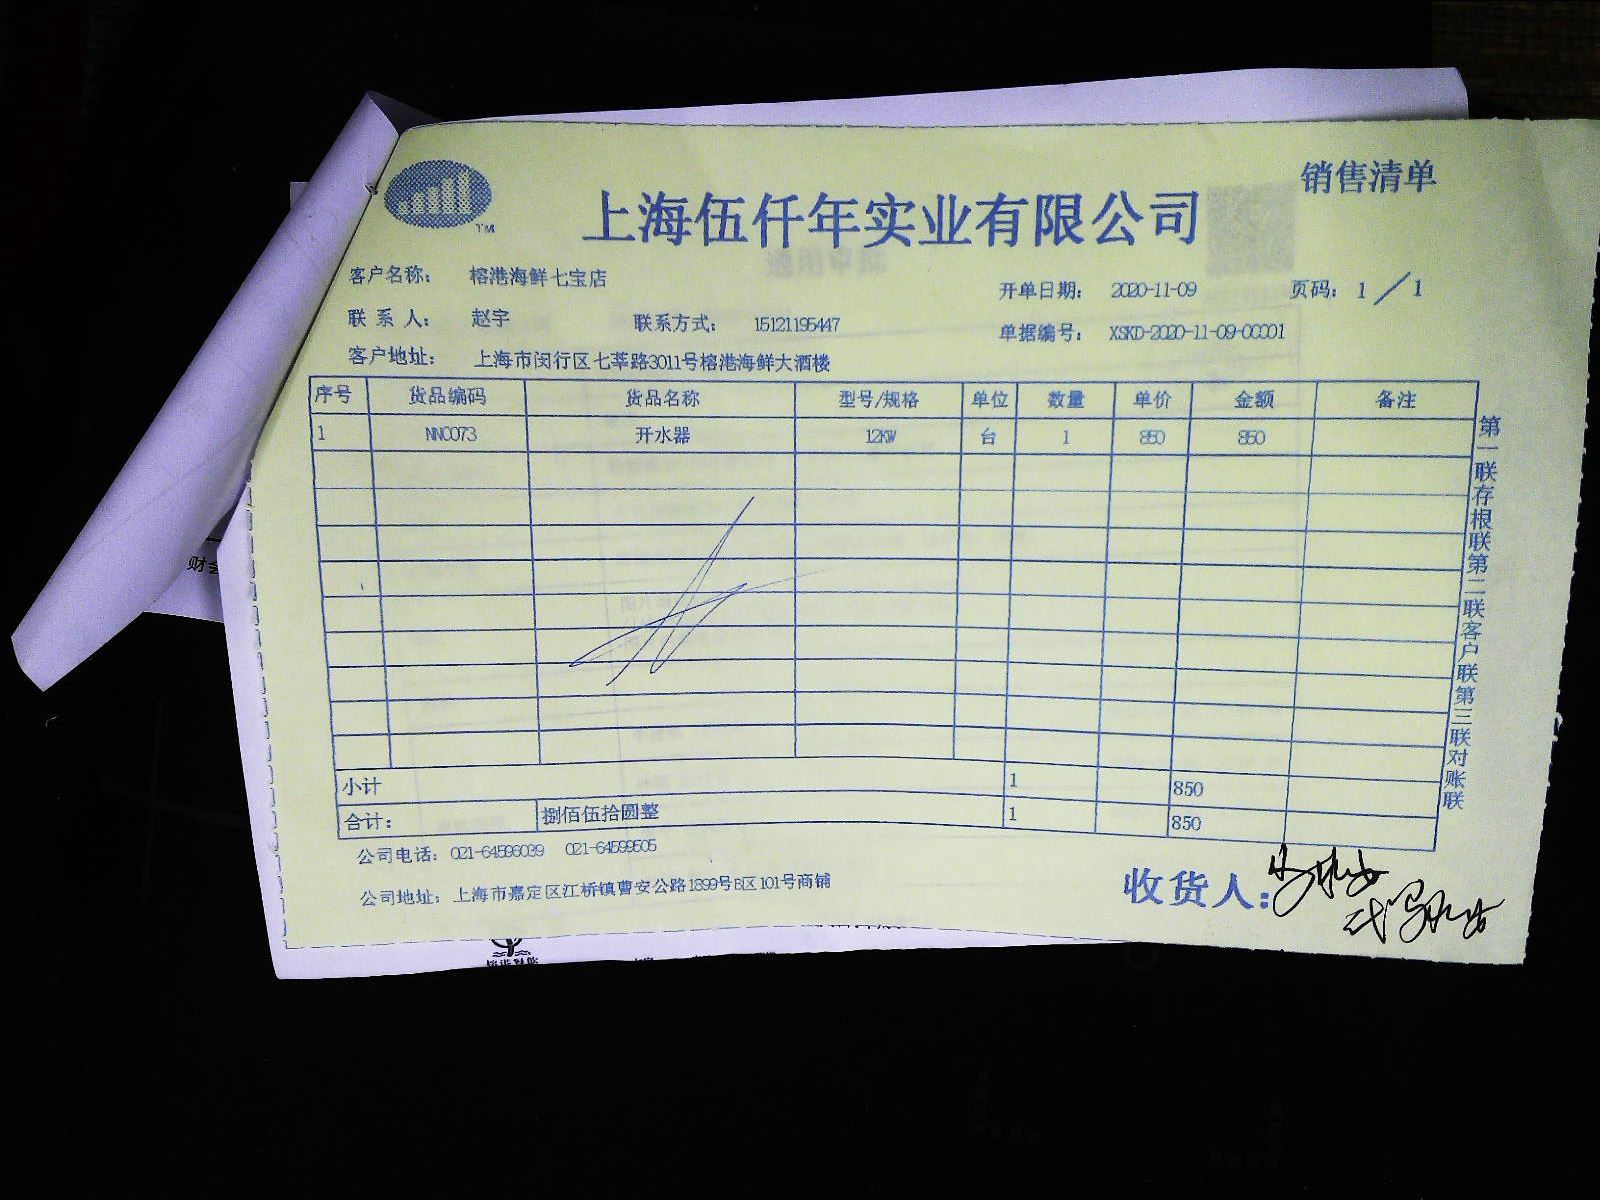 销售清单
TM
上海伍仟年实业有限公司
客户名称： 榕港海鲜七宝店 开单日期： 2020-11-09 页码： 1 / 1
联系人： 赵宇 联系方式： 15121195447 单据编号： XSKD-2020-11-09-00001
客户地址： 上海市闵行区七莘路3011号榕港海鲜大酒楼
序号 货品编码 货品名称 型号/规格 单位 数量 单价 金额 备注
1 NN0073 开水器 12KW 台 1 850 850
小计 1 850
合计： 捌佰伍拾圆整 1 850
公司电话： 021-64596039 021-64599605
公司地址： 上海市嘉定区江桥镇曹安公路1899号B区101号商铺
收货人：
第一联存根联第二联客户联第三联对账联
财会